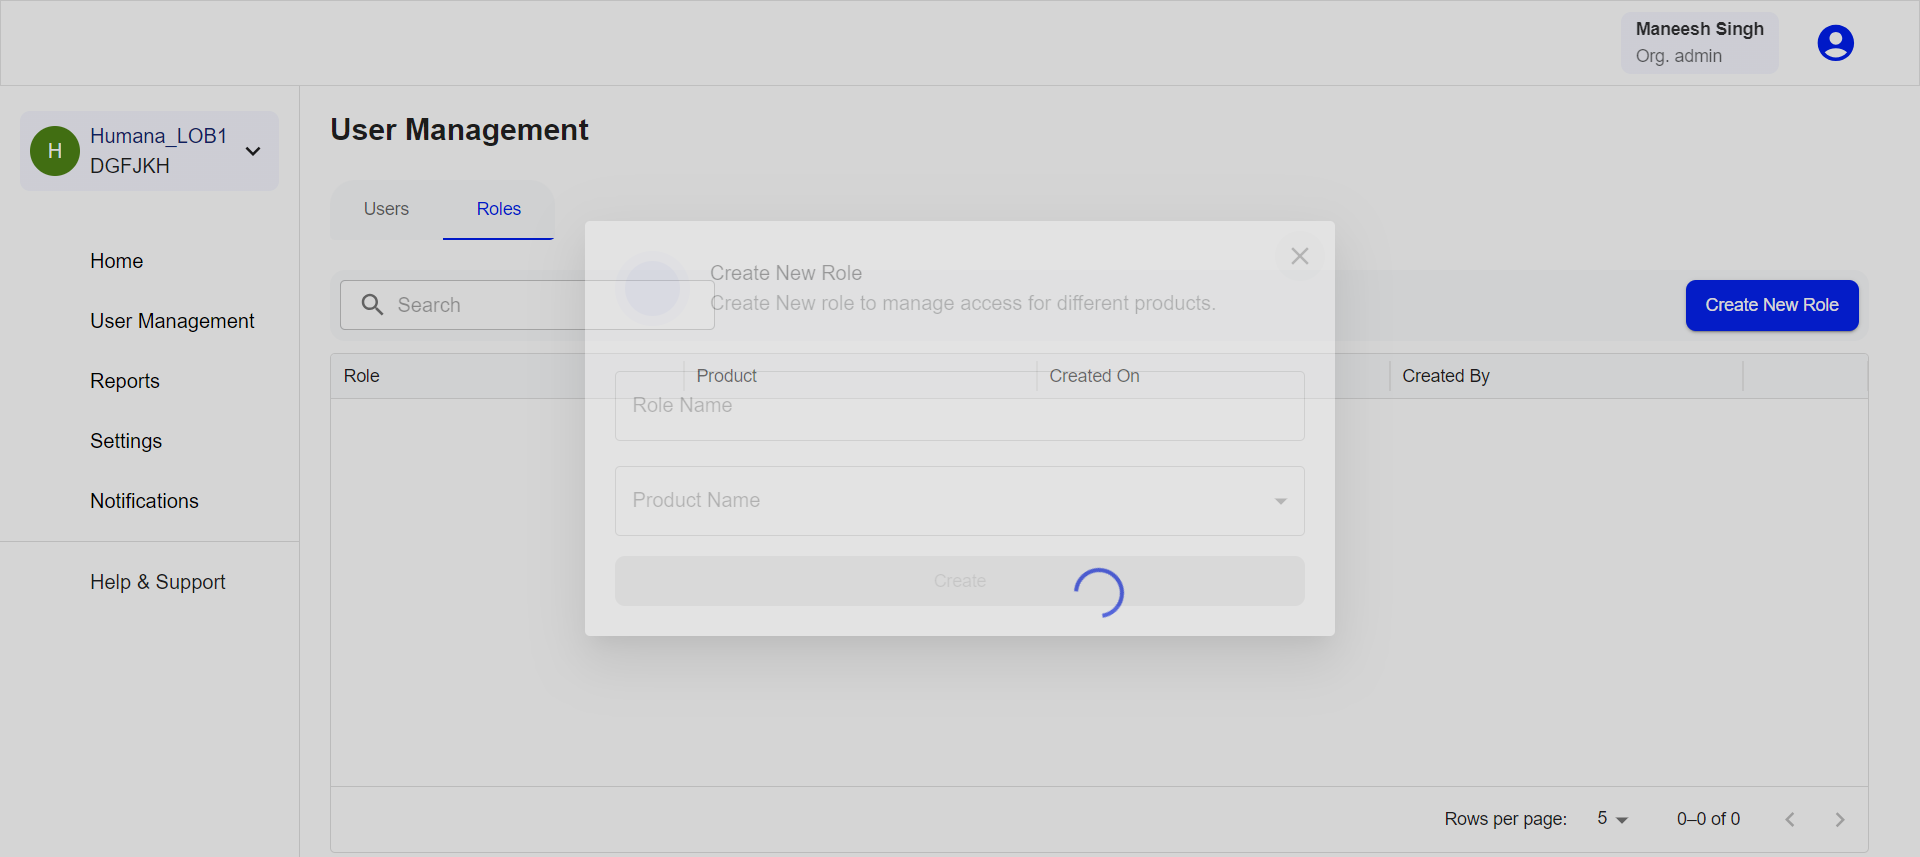 Maneesh Singh
Org. admin
H
Humana_LOB1
DGFJKH
Home
User Management
Reports
Settings
Notifications
Help & Support
User Management
Users
Roles
Search
Create New Role
Role
Product
Created On
Created By
Create New Role
Create New role to manage access for different products.
Role Name
Product Name
Create
Rows per page:
5
0–0 of 0